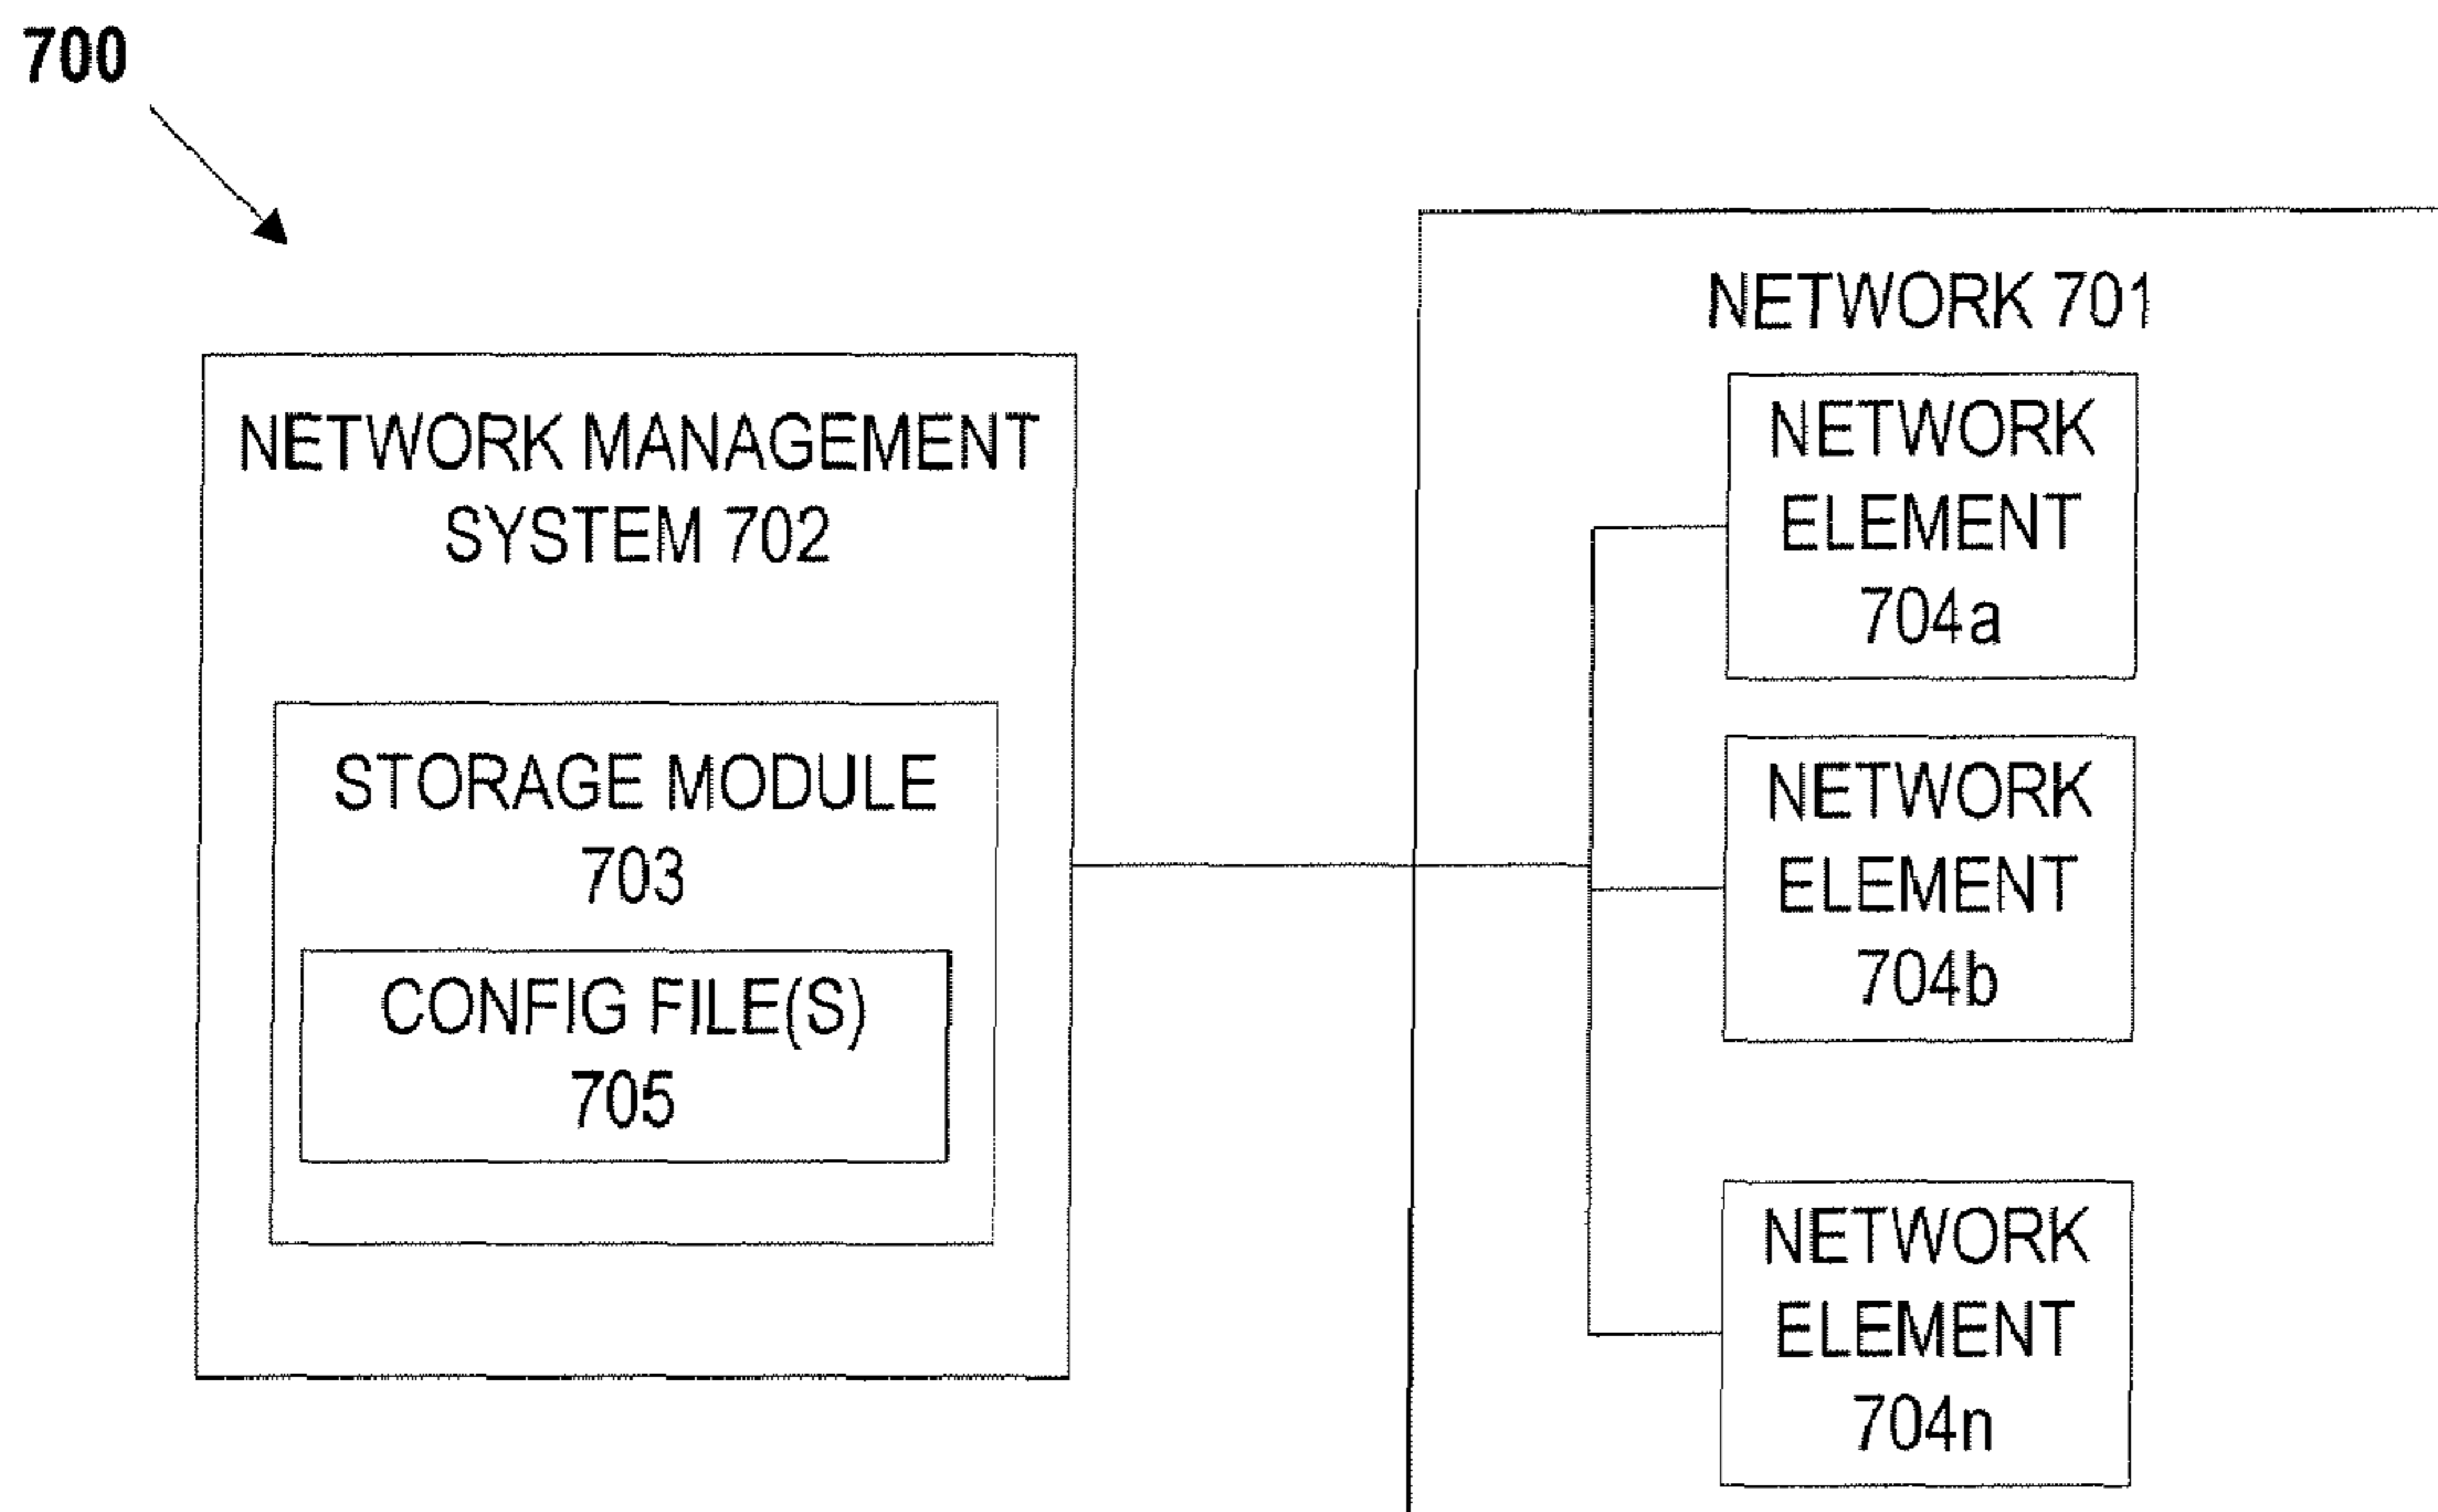 700
NETWORK MANAGEMENT
SYSTEM 702
STORAGE MODULE
703
CONFIG FILE(S)
705
NETWORK 701
NETWORK
ELEMENT
704a
NETWORK
ELEMENT
704b
NETWORK
ELEMENT
704n